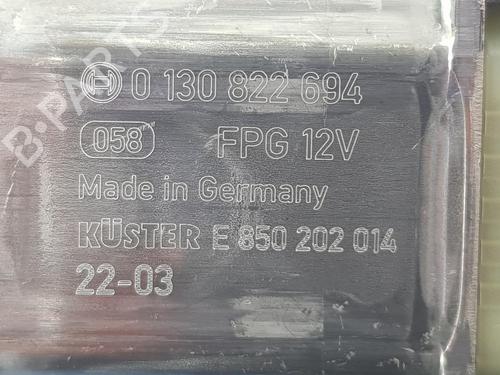 0 130 822 694
058 FPG 12V
Made in Germany
KÜSTER E 850 202 014
22-03
B-PARTS